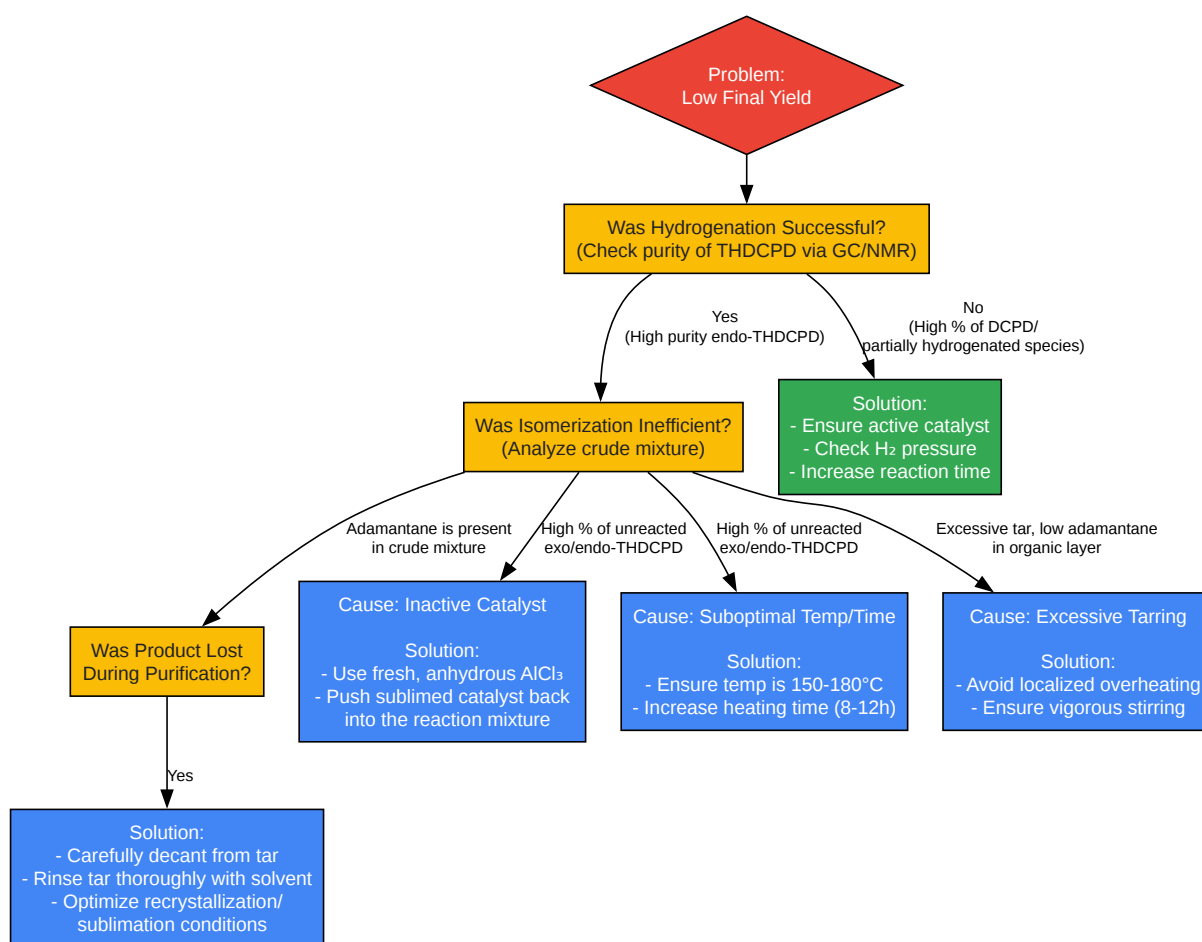 Problem:
Low Final Yield
Was Hydrogenation Successful?
(Check purity of THDCPD via GC/NMR)
Yes
(High purity endo-THDCPD)
No
(High % of DCPD/
partially hydrogenated species)
Was Isomerization Inefficient?
(Analyze crude mixture)
Solution:
- Ensure active catalyst
- Check H₂ pressure
- Increase reaction time
Adamantane is present
in crude mixture
High % of unreacted
exo/endo-THDCPD
High % of unreacted
exo/endo-THDCPD
Excessive tar, low adamantane
in organic layer
Was Product Lost
During Purification?
Cause: Inactive Catalyst
Solution:
- Use fresh, anhydrous AlCl₃
- Push sublimed catalyst back
into the reaction mixture
Cause: Suboptimal Temp/Time
Solution:
- Ensure temp is 150-180°C
- Increase heating time (8-12h)
Cause: Excessive Tarring
Solution:
- Avoid localized overheating
- Ensure vigorous stirring
Yes
Solution:
- Carefully decant from tar
- Rinse tar thoroughly with solvent
- Optimize recrystallization/
sublimation conditions